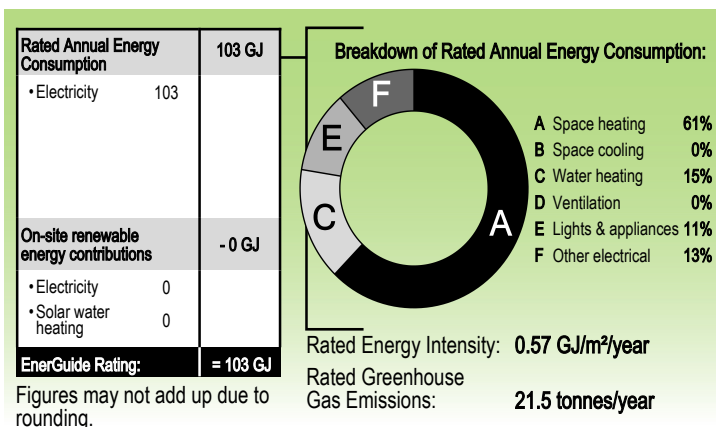 Rated Annual Energy Consumption 103 GJ
• Electricity 103
On-site renewable energy contributions - 0 GJ
• Electricity 0
• Solar water heating 0
EnerGuide Rating: = 103 GJ
Figures may not add up due to
rounding.
Breakdown of Rated Annual Energy Consumption:
F
E
C
A
A Space heating 61%
B Space cooling 0%
C Water heating 15%
D Ventilation 0%
E Lights & appliances 11%
F Other electrical 13%
Rated Energy Intensity: 0.57 GJ/m²/year
Rated Greenhouse
Gas Emissions: 21.5 tonnes/year